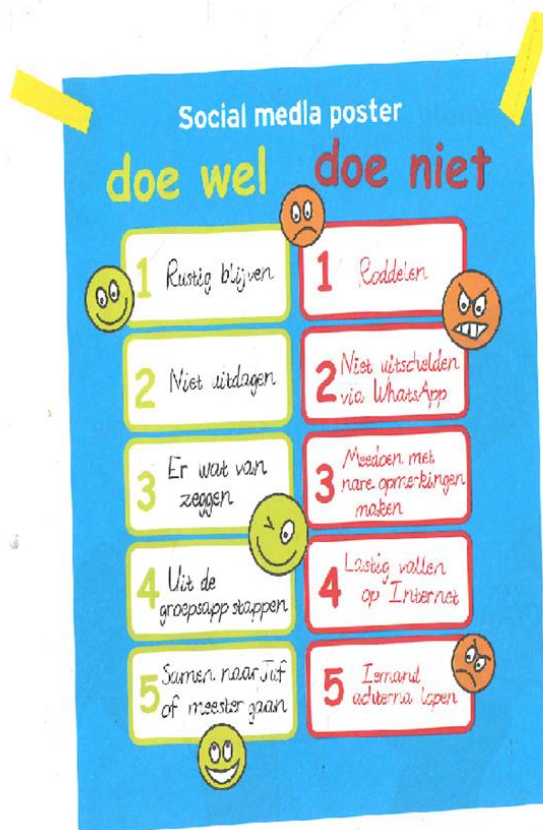 Social media poster
doe wel
doe niet
1 Rustig blijven
2 Niet uitdagen
3 Er wat van
zeggen
4 Uit de
groepsapp stappen
5 Samen naar Juf
of meester gaan
1 Roddelen
2 Niet uitschelden
via WhatsApp
3 Meedoen met
nare opmerkingen
maken
4 Lastig vallen
op Internet
5 Iemand
achterna lopen